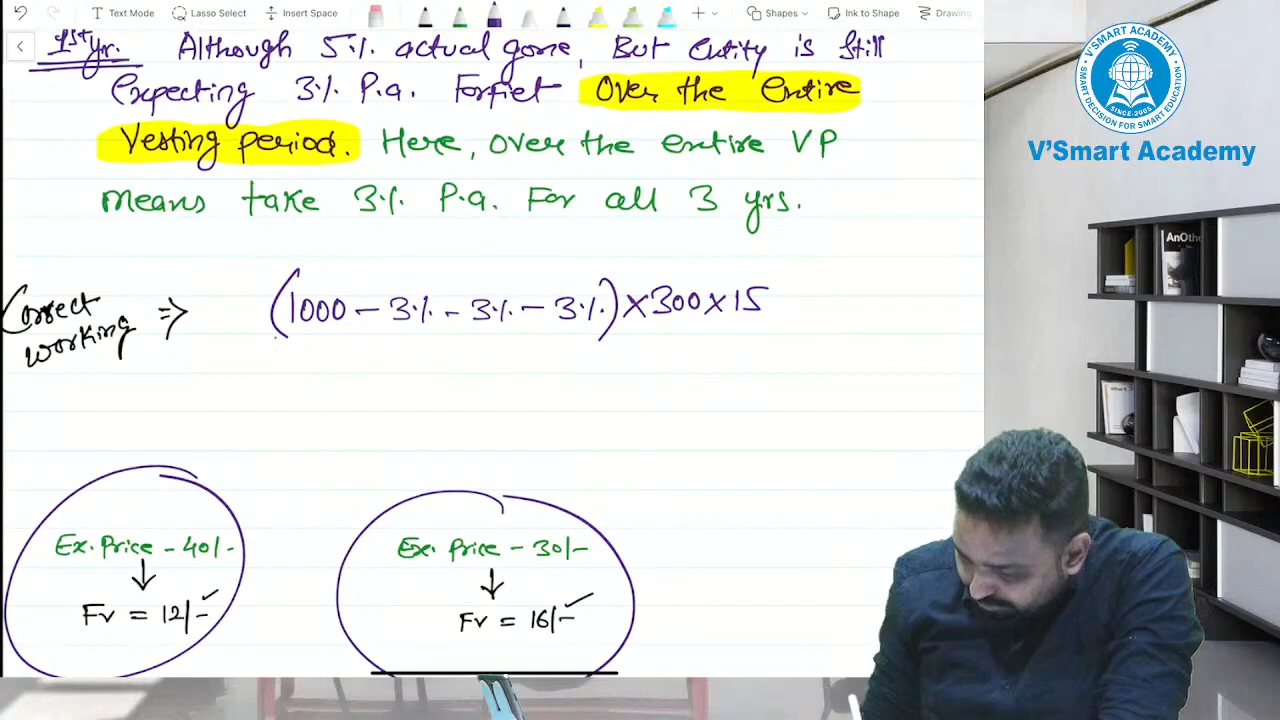 Text Mode
Lasso Select
Insert Space
Shapes
Ink to Shape
Drawing
1st yr. Although 5% actual gone, But entity is still
Expecting 3% P.a. Forfiet Over the entire
Vesting period. Here, over the entire VP
means take 3% P.a. For all 3 yrs.
Correct
working ⇒ (1000 - 3% - 3% - 3%) × 300 × 15
Ex. Price - 40/-
↓
Fv = 12/- ✓
Ex. Price - 30/-
↓
Fv = 16/- ✓
V'SMART ACADEMY
SMART DECISION FOR SMART EDUCATION
SINCE-2005
V'Smart Academy
AnOthe